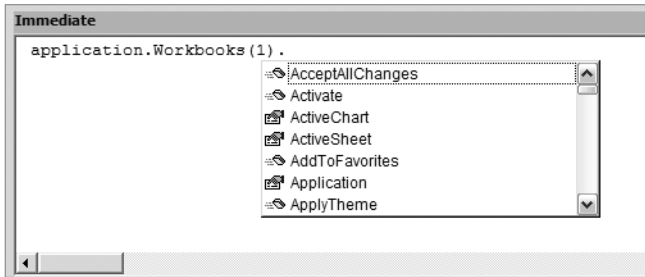 Immediate
application.Workbooks(1).
AcceptAllChanges
Activate
ActiveChart
ActiveSheet
AddToFavorites
Application
ApplyTheme